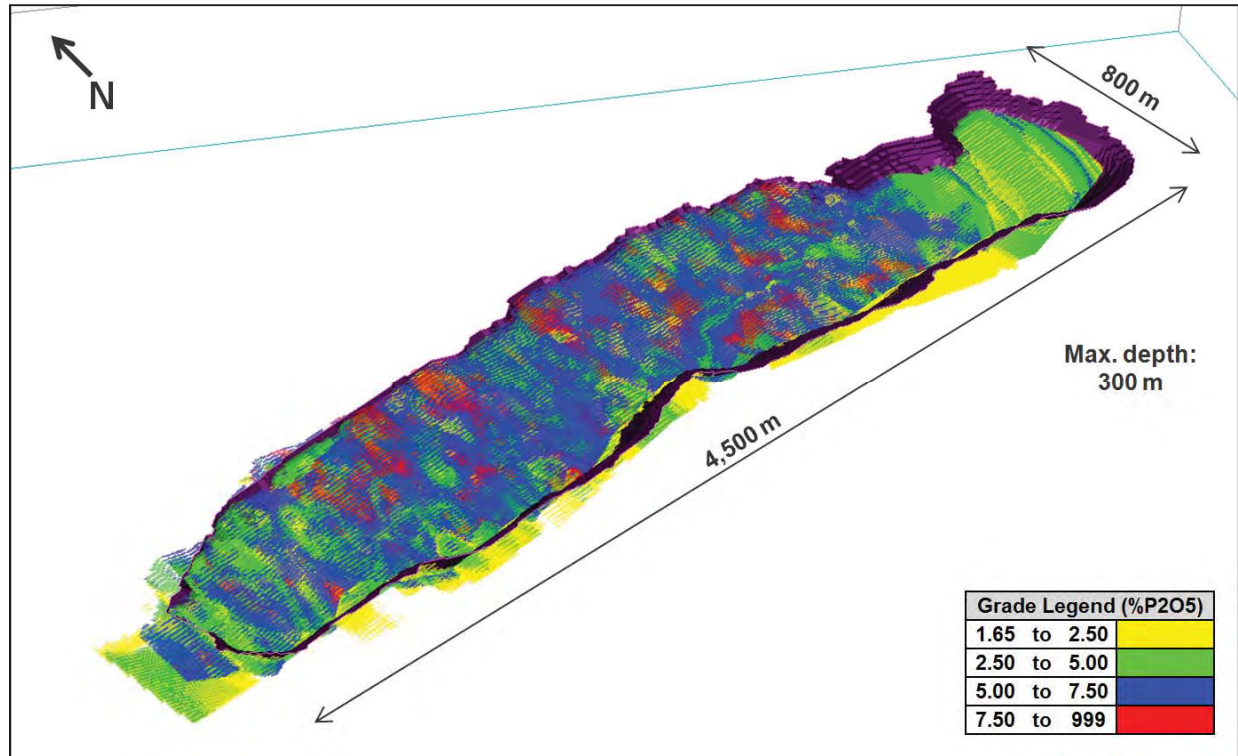 N
800 m
Max. depth:
300 m
4,500 m
Grade Legend (%P2O5)
1.65 to 2.50
2.50 to 5.00
5.00 to 7.50
7.50 to 999